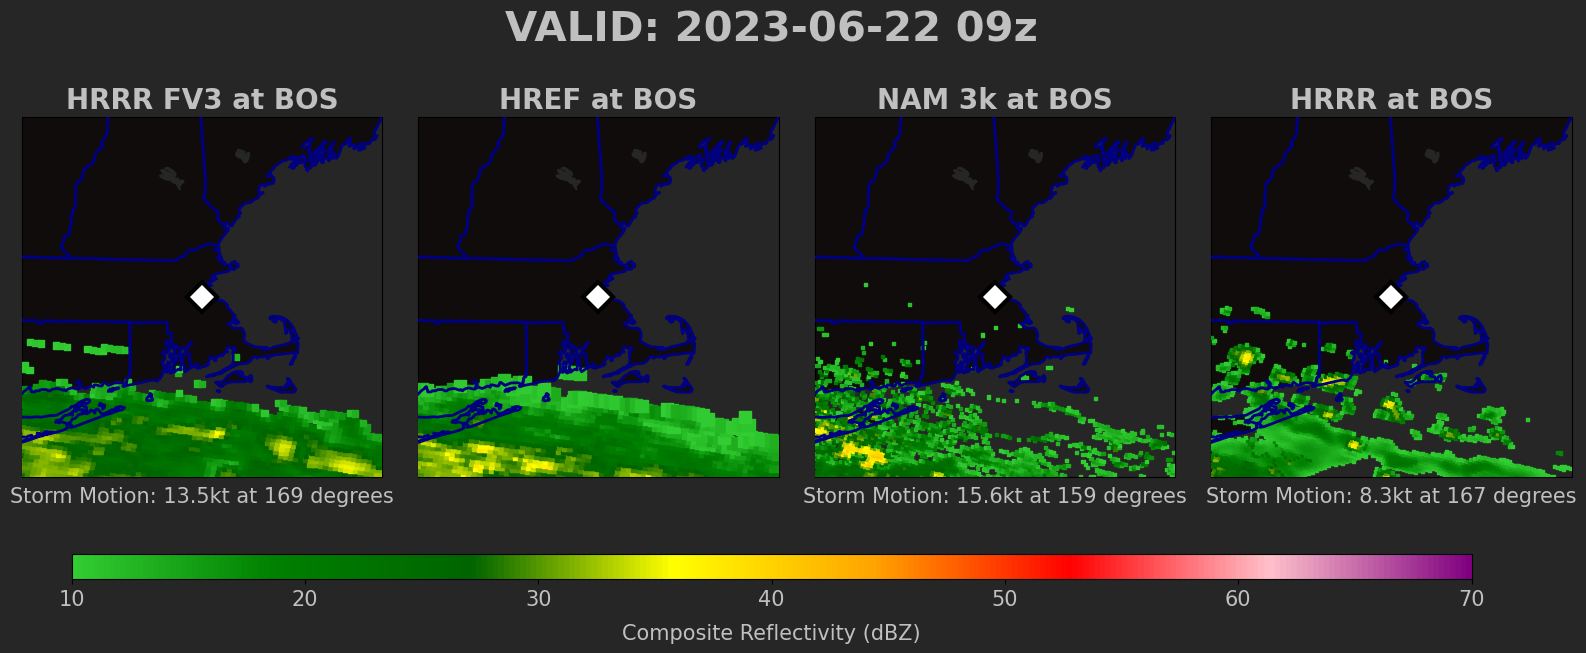 VALID: 2023-06-22 09z
HRRR FV3 at BOS
HREF at BOS
NAM 3k at BOS
HRRR at BOS
Storm Motion: 13.5kt at 169 degrees
Storm Motion: 15.6kt at 159 degrees
Storm Motion: 8.3kt at 167 degrees
10 20 30 40 50 60 70
Composite Reflectivity (dBZ)